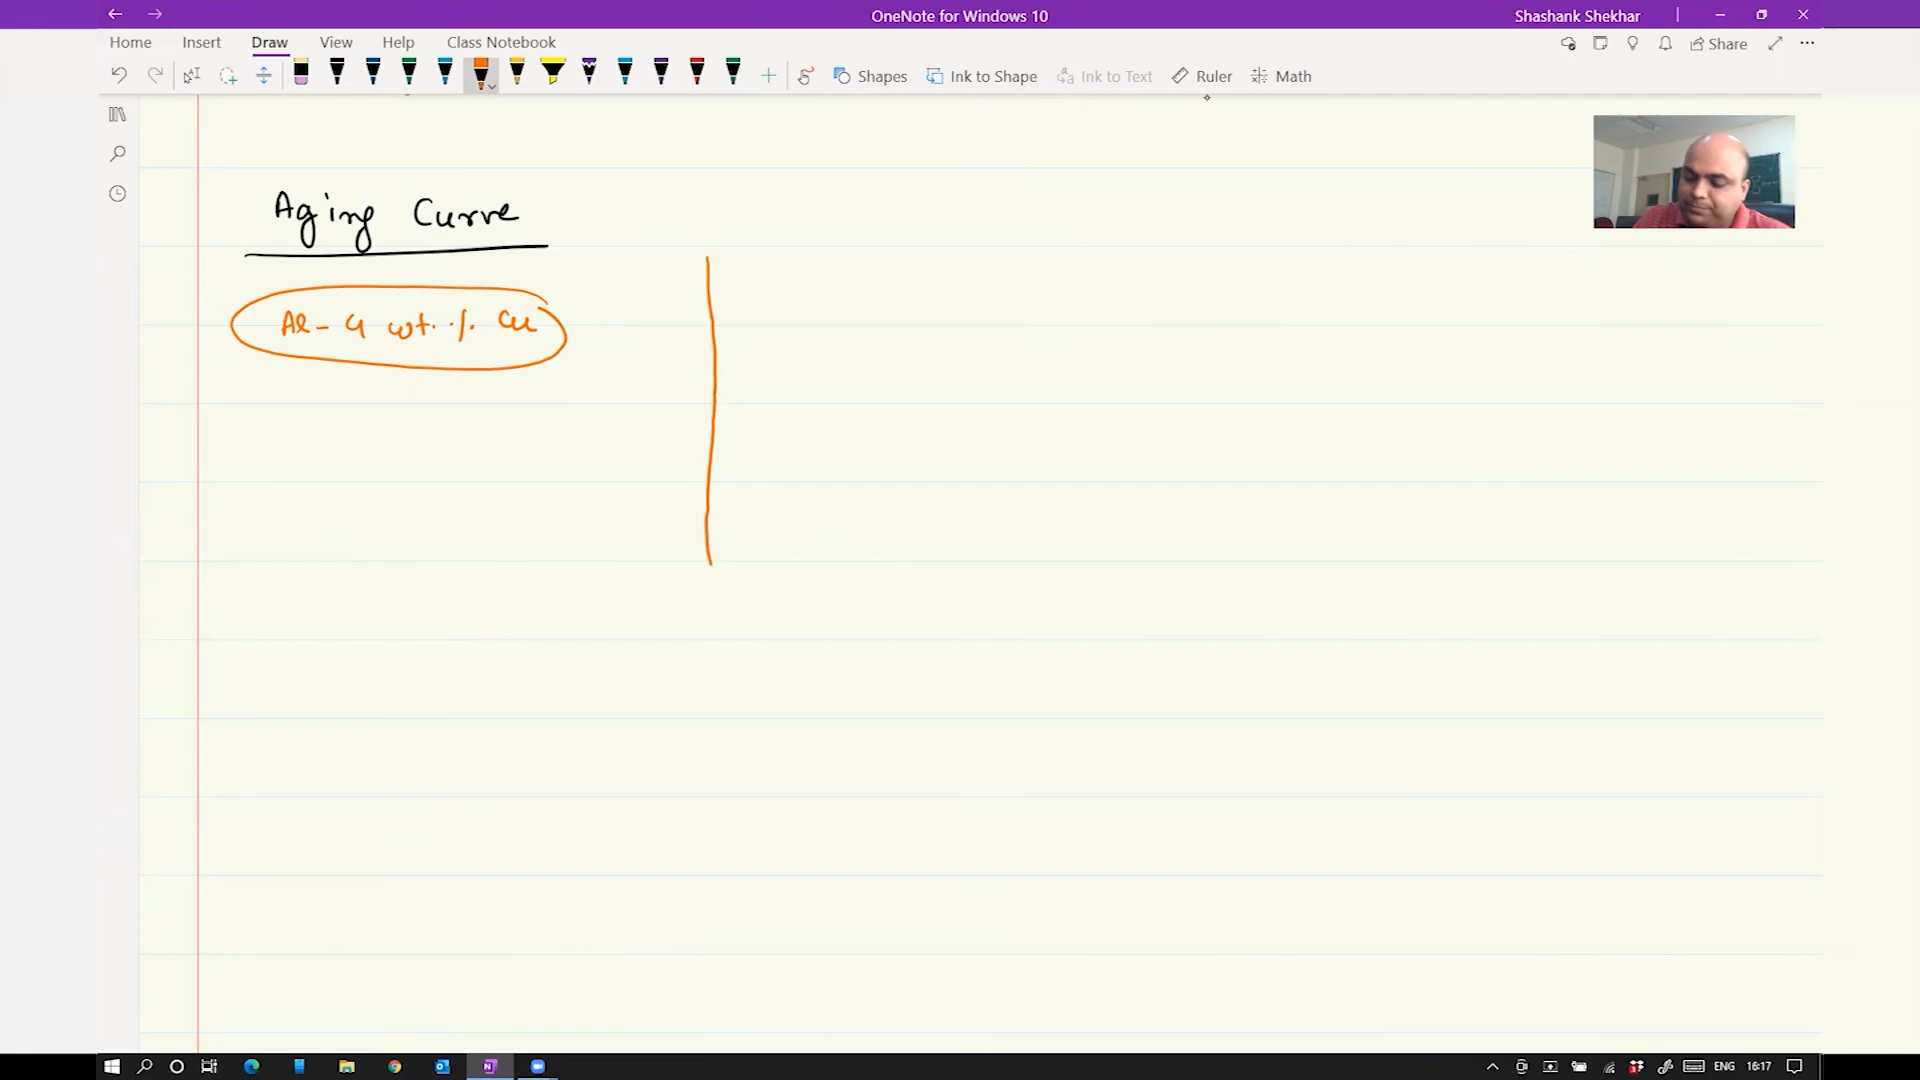 OneNote for Windows 10
Shashank Shekhar
Home Insert Draw View Help Class Notebook
Share
Shapes Ink to Shape Ink to Text Ruler Math
Aging Curve
Al - 4 wt. % Cu
ENG 16:17